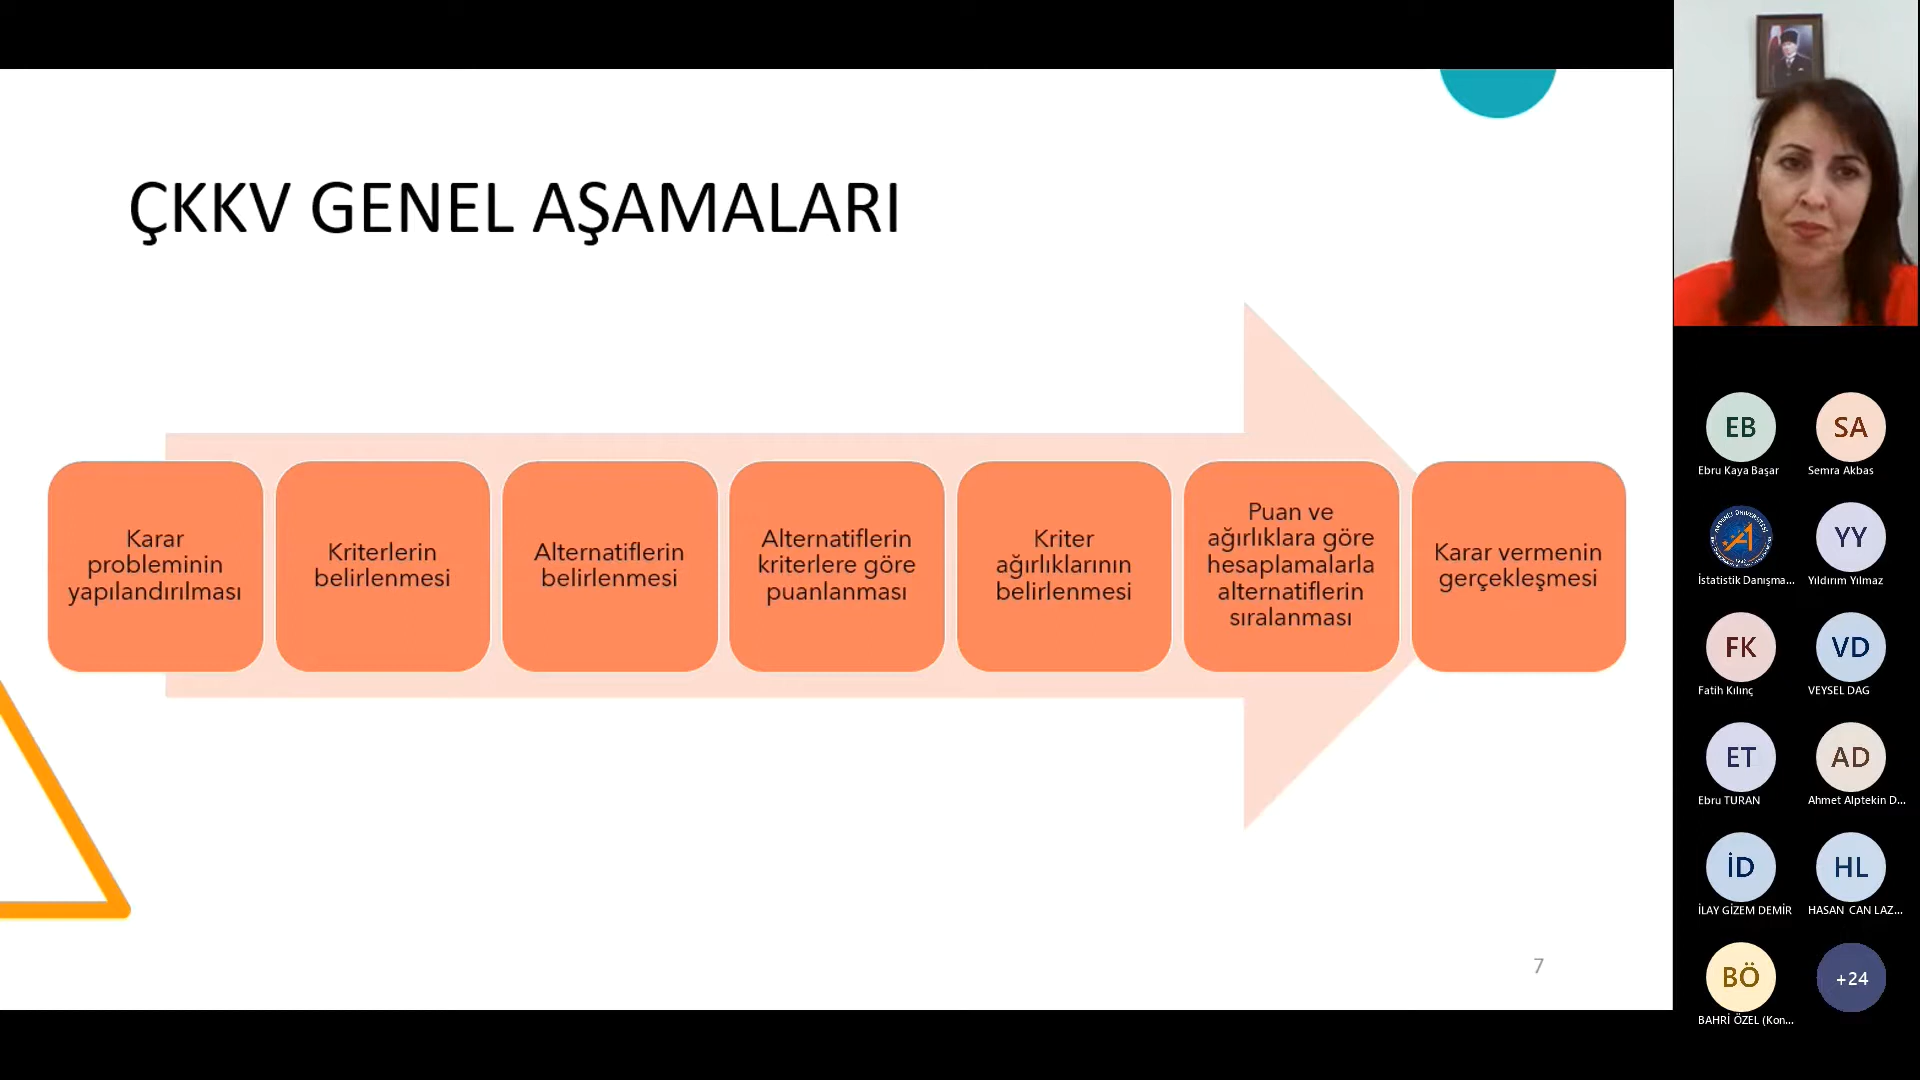 ÇKKV GENEL AŞAMALARI
Karar
probleminin
yapılandırılması
Kriterlerin
belirlenmesi
Alternatiflerin
belirlenmesi
Alternatiflerin
kriterlere göre
puanlanması
Kriter
ağırlıklarının
belirlenmesi
Puan ve
ağırlıklara göre
hesaplamalarla
alternatiflerin
sıralanması
Karar vermenin
gerçekleşmesi
7
EB
Ebru Kaya Başar
SA
Semra Akbas
İstatistik Danışma...
YY
Yıldırım Yılmaz
FK
Fatih Kılınç
VD
VEYSEL DAG
ET
Ebru TURAN
AD
Ahmet Alptekin D...
İD
İLAY GİZEM DEMİR
HL
HASAN CAN LAZ...
BÖ
BAHRİ ÖZEL (Kon...
+24